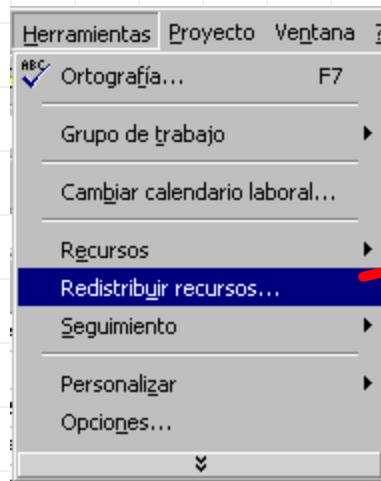 Herramientas Proyecto Ventana ?
ABC
Ortografía... F7
Grupo de trabajo
Cambiar calendario laboral...
Recursos
Redistribuir recursos...
Seguimiento
Personalizar
Opciones...